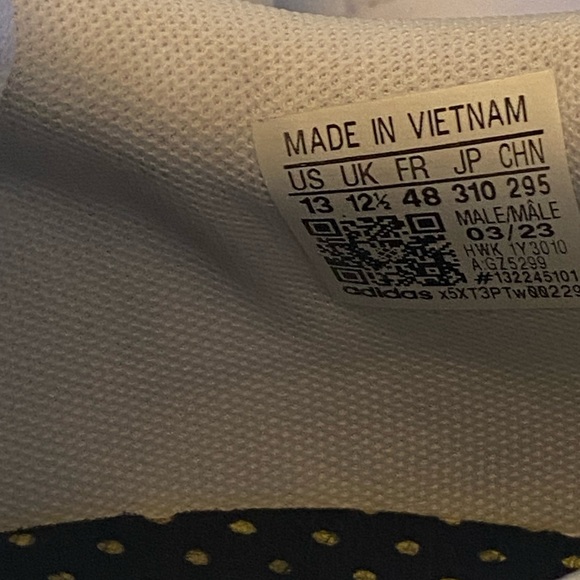 MADE IN VIETNAM
US UK FR JP CHN
13 12½ 48 310 295
MALE/MÂLE
03/23
HWK 1Y3010
A:GZ5299
#132245101
adidas x5XT3PTwQQ229